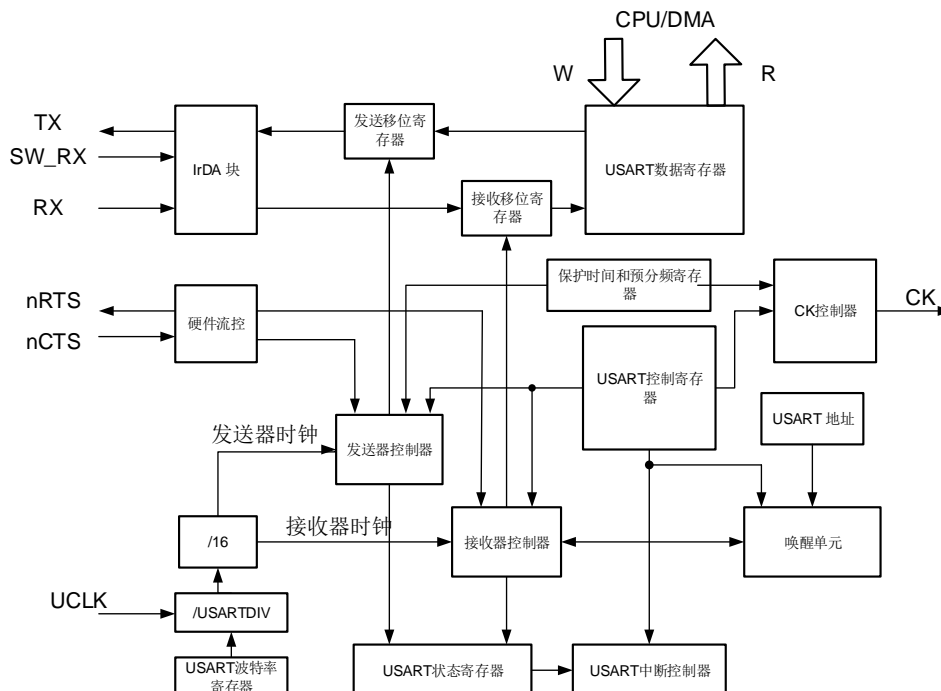 CPU/DMA
W
R
TX
SW_RX
RX
IrDA 块
发送移位寄
存器
接收移位寄
存器
USART数据寄存器
保护时间和预分频寄存
器
nRTS
nCTS
硬件流控
CK控制器
CK
USART控制寄存
器
USART 地址
发送器时钟
发送器控制器
/16
接收器时钟
接收器控制器
唤醒单元
UCLK
/USARTDIV
USART波特率
寄存器
USART状态寄存器
USART中断控制器